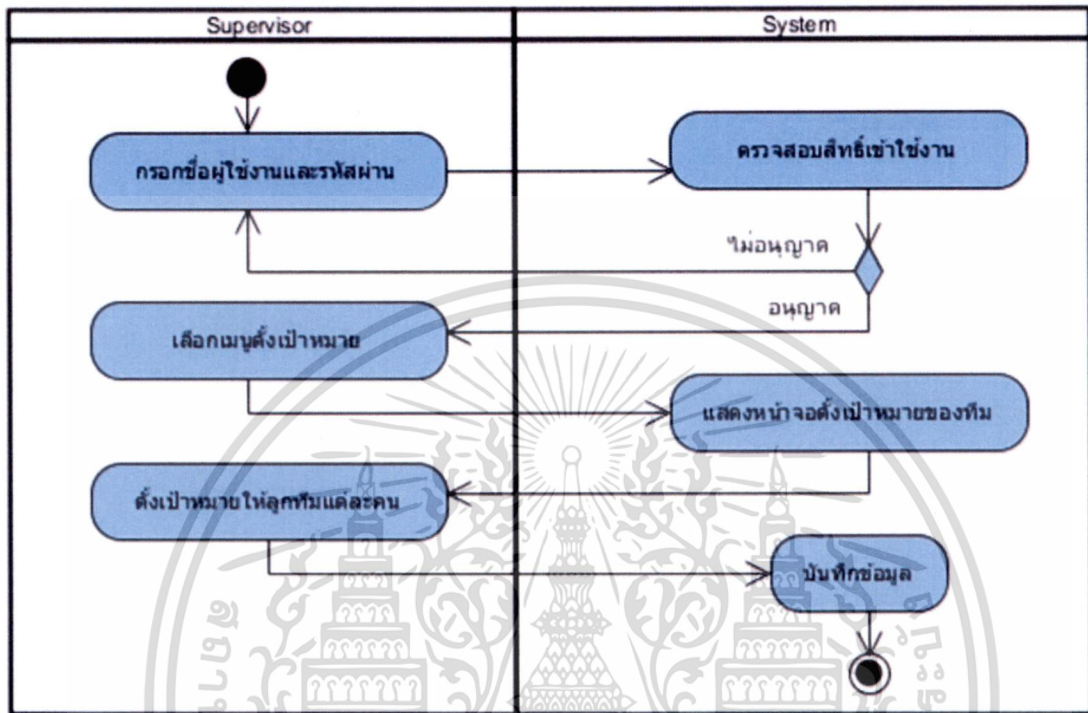 Supervisor
System
กรอกชื่อผู้ใช้งานและรหัสผ่าน
ตรวจสอบสิทธิ์เข้าใช้งาน
ไม่อนุญาต
อนุญาต
เลือกเมนูตั้งเป้าหมาย
แสดงหน้าจอตั้งเป้าหมายของทีม
ตั้งเป้าหมายให้ลูกทีมแต่ละคน
บันทึกข้อมูล